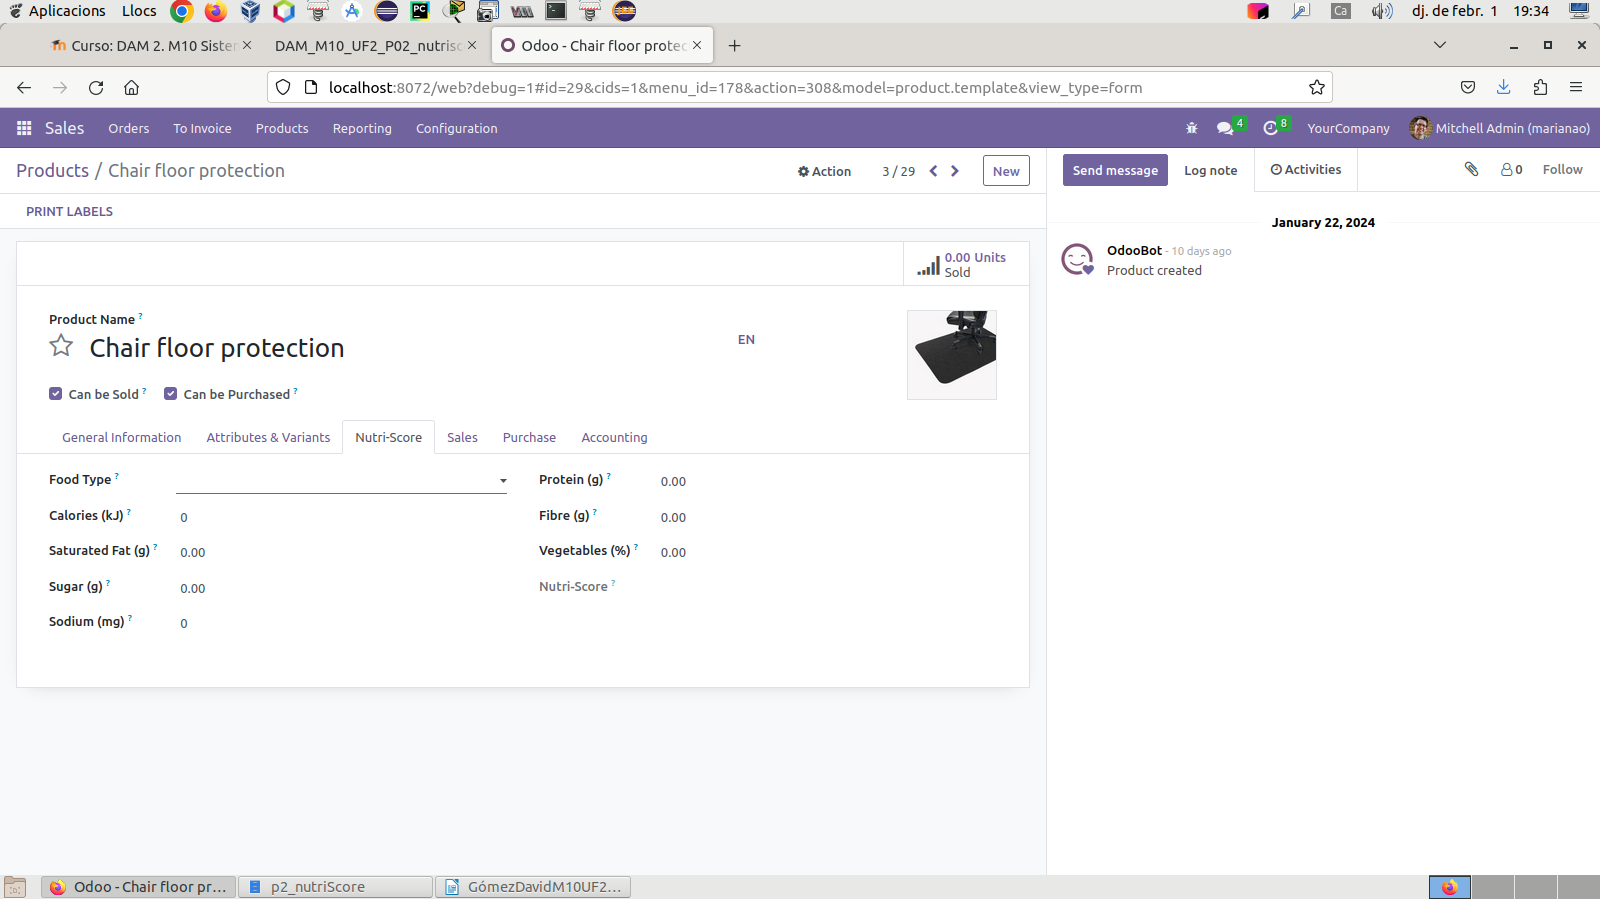 Aplicacions Llocs Ca dj. de febr. 1 19:34
Curso: DAM 2. M10 Sister DAM_M10_UF2_P02_nutrisc Odoo - Chair floor protec
localhost:8072/web?debug=1#id=29&cids=1&menu_id=178&action=308&model=product.template&view_type=form
Sales Orders To Invoice Products Reporting Configuration 4 8 YourCompany Mitchell Admin (marianao)
Products / Chair floor protection Action 3 / 29 New Send message Log note Activities 0 Follow
PRINT LABELS
January 22, 2024
0.00 Units
Sold
OdooBot - 10 days ago
Product created
Product Name ?
Chair floor protection EN
Can be Sold ? Can be Purchased ?
General Information Attributes & Variants Nutri-Score Sales Purchase Accounting
Food Type ? Protein (g) ? 0.00
Calories (kJ) ? 0 Fibre (g) ? 0.00
Saturated Fat (g) ? 0.00 Vegetables (%) ? 0.00
Sugar (g) ? 0.00 Nutri-Score ?
Sodium (mg) ? 0
Odoo - Chair floor pr... p2_nutriScore GómezDavidM10UF2...